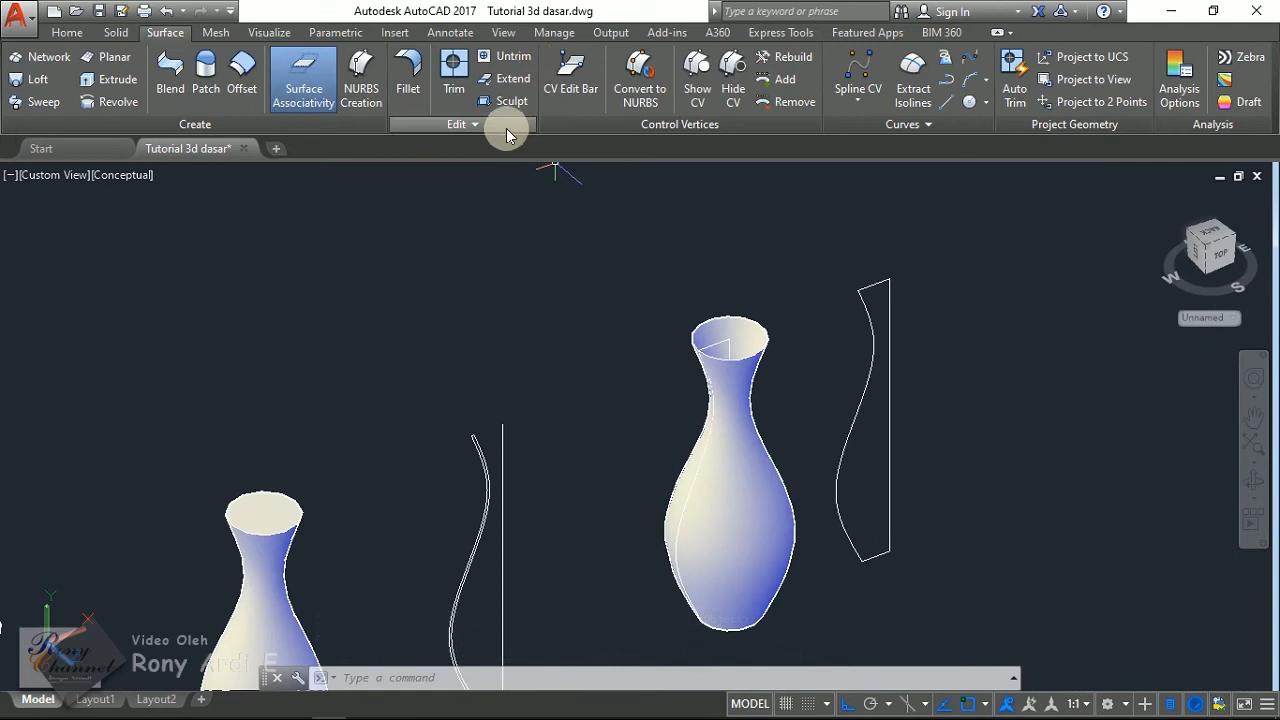 Autodesk AutoCAD 2017 Tutorial 3d dasar.dwg
Type a keyword or phrase
Sign In
Home Solid Surface Mesh Visualize Parametric Insert Annotate View Manage Output Add-ins A360 Express Tools Featured Apps BIM 360
Network Planar
Loft Extrude
Sweep Revolve
Blend Patch Offset
Surface
Associativity
NURBS
Creation
Fillet
Trim
Untrim
Extend
Sculpt
CV Edit Bar
Convert to
NURBS
Show
CV
Hide
CV
Rebuild
Add
Remove
Spline CV
Extract
Isolines
Auto
Trim
Project to UCS
Project to View
Project to 2 Points
Analysis
Options
Zebra
Draft
Create Edit Control Vertices Curves Project Geometry Analysis
Start Tutorial 3d dasar*
[−][Custom View][Conceptual]
BACK
S
E
TOP
W
S
Unnamed
Y
X
Video Oleh
Rony Ardi E
Rony
Channel
Type a command
Model Layout1 Layout2
MODEL
1:1